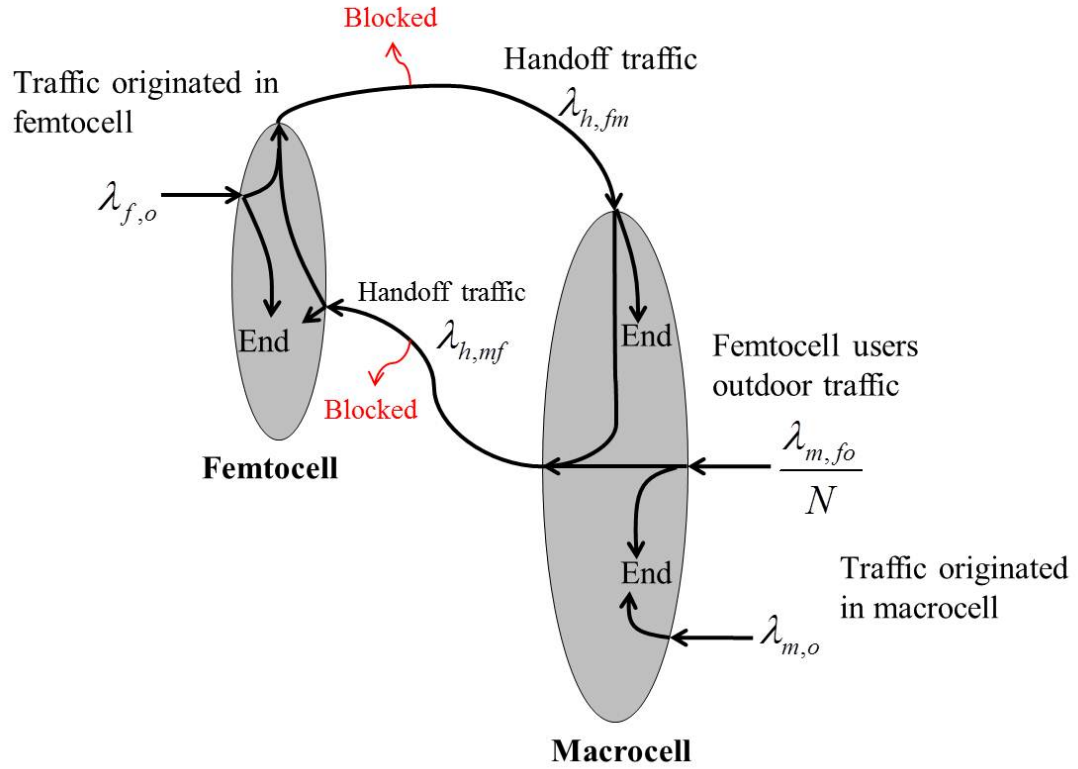 Blocked
Handoff traffic
λh,fm
Traffic originated in
femtocell
λf,o
End
Handoff traffic
λh,mf
Blocked
Femtocell
End
Femtocell users
outdoor traffic
λm,fo
N
End
Traffic originated
in macrocell
λm,o
Macrocell